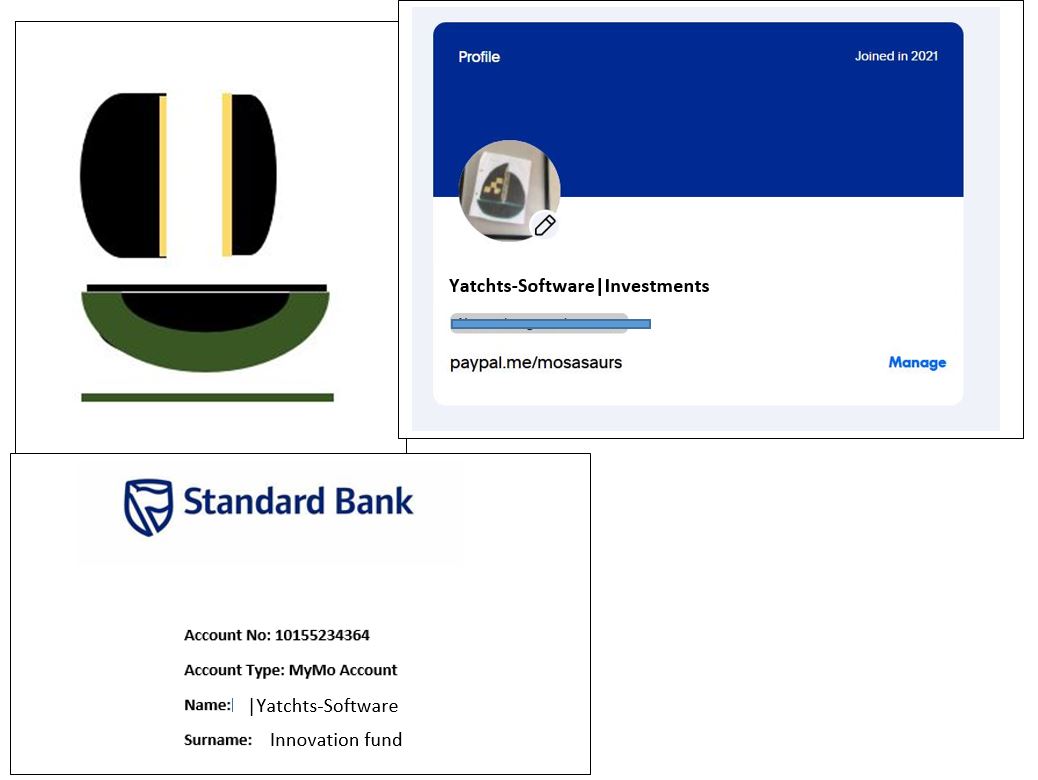 Profile
Joined in 2021
Yatchts-Software|Investments
paypal.me/mosasaurs
Manage
Standard Bank
Account No: 10155234364
Account Type: MyMo Account
Name: |Yatchts-Software
Surname: Innovation fund